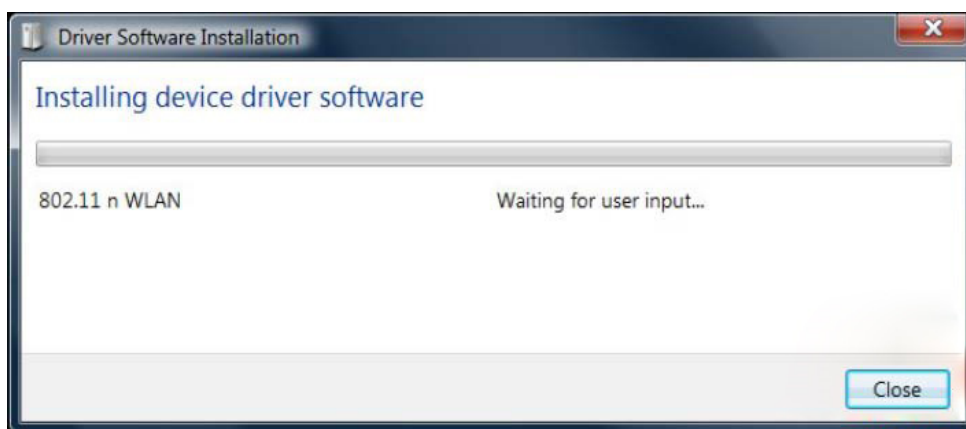 Driver Software Installation
Installing device driver software
802.11 n WLAN Waiting for user input...
Close